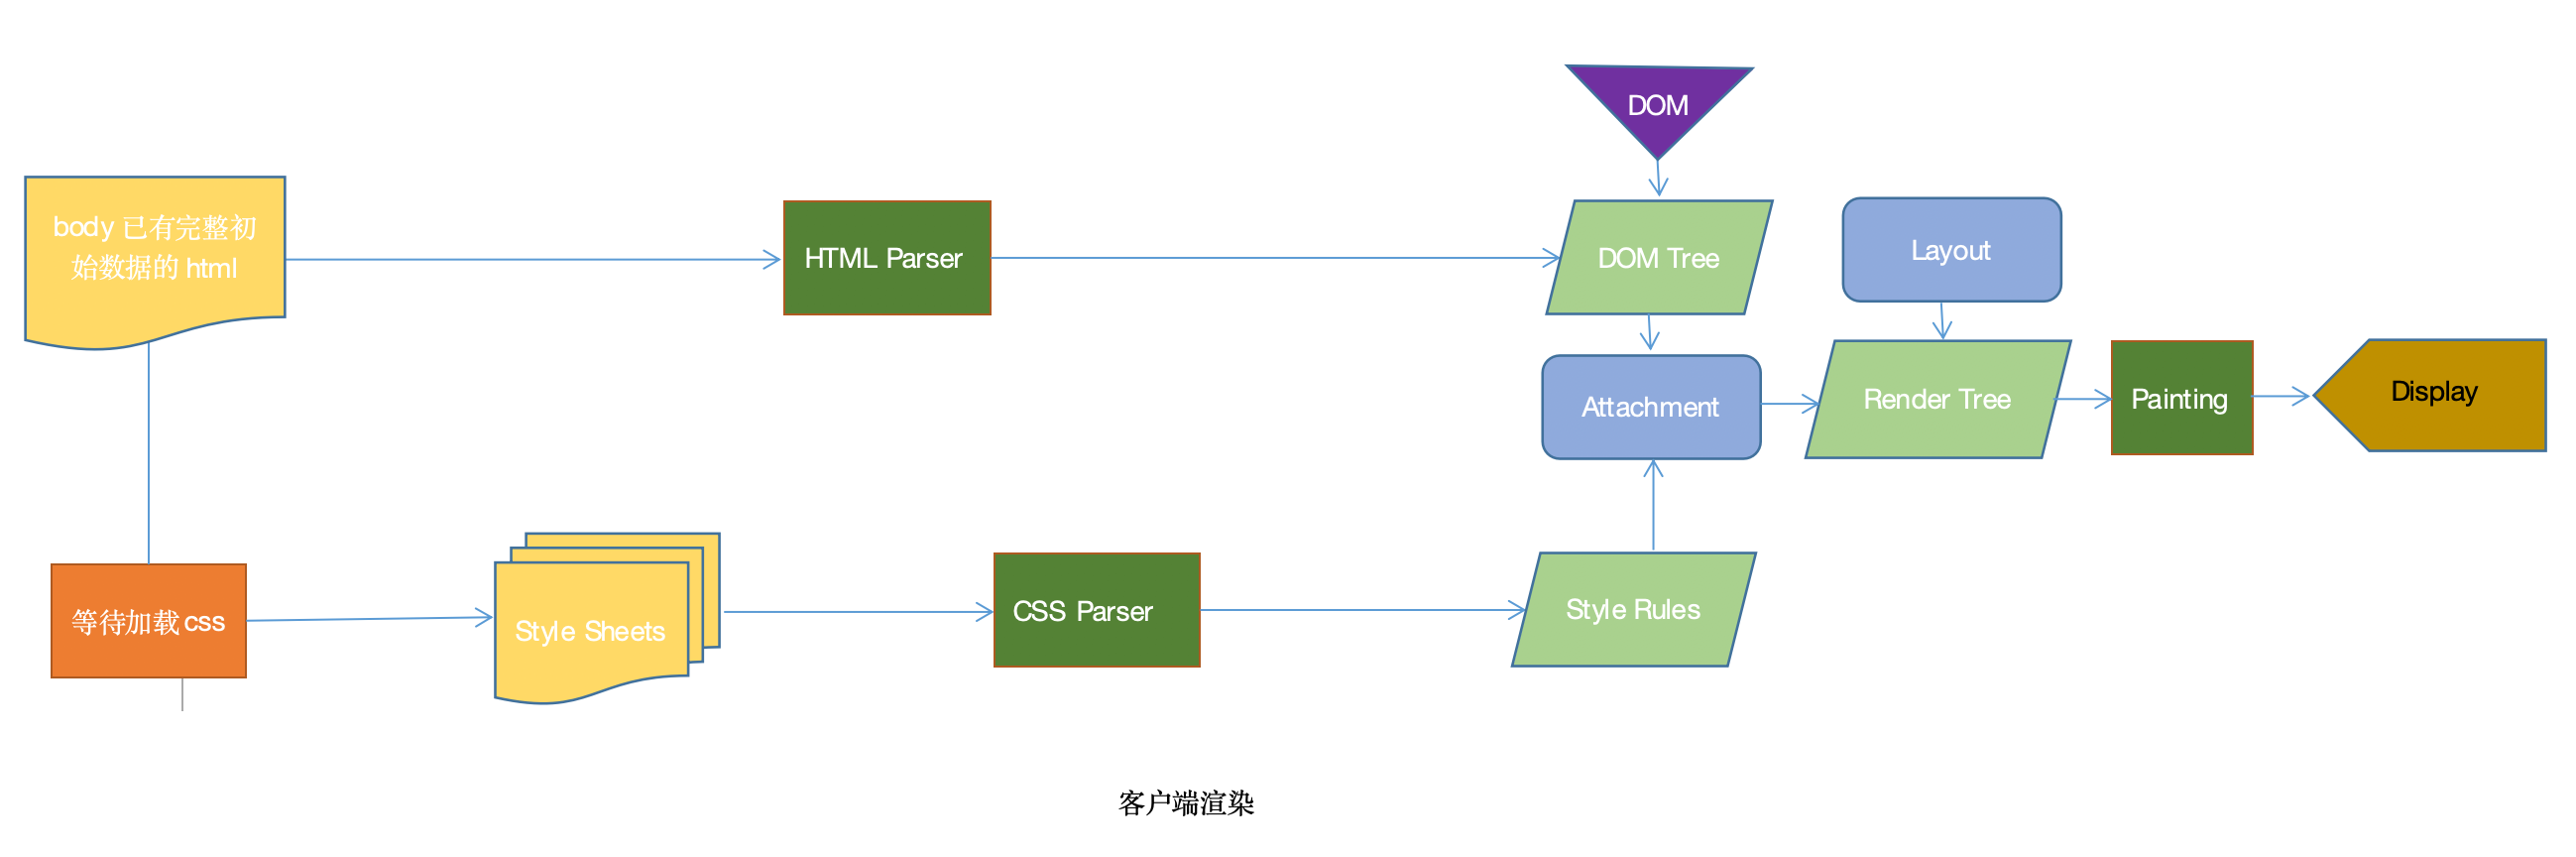 DOM
body 已有完整初
始数据的 html
HTML Parser
DOM Tree
Layout
Attachment
Render Tree
Painting
Display
等待加载 css
Style Sheets
CSS Parser
Style Rules
客户端渲染